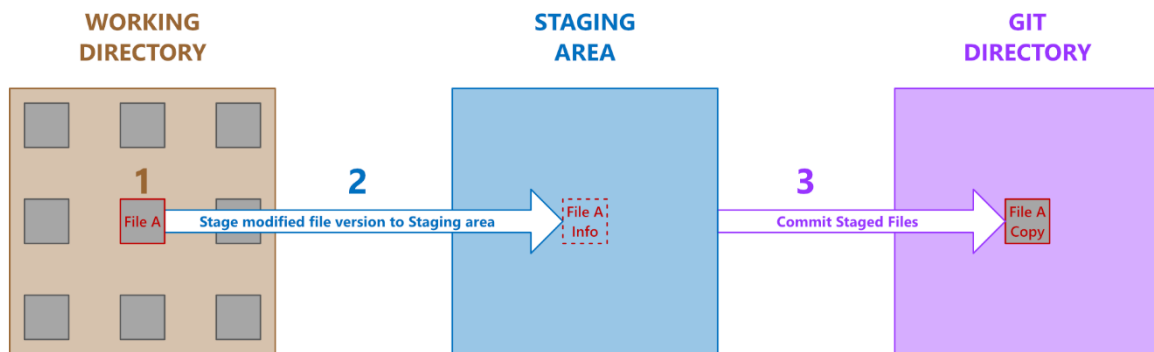 WORKING
DIRECTORY
STAGING
AREA
GIT
DIRECTORY
1
2
3
File A
Stage modified file version to Staging area
File A
Info
Commit Staged Files
File A
Copy